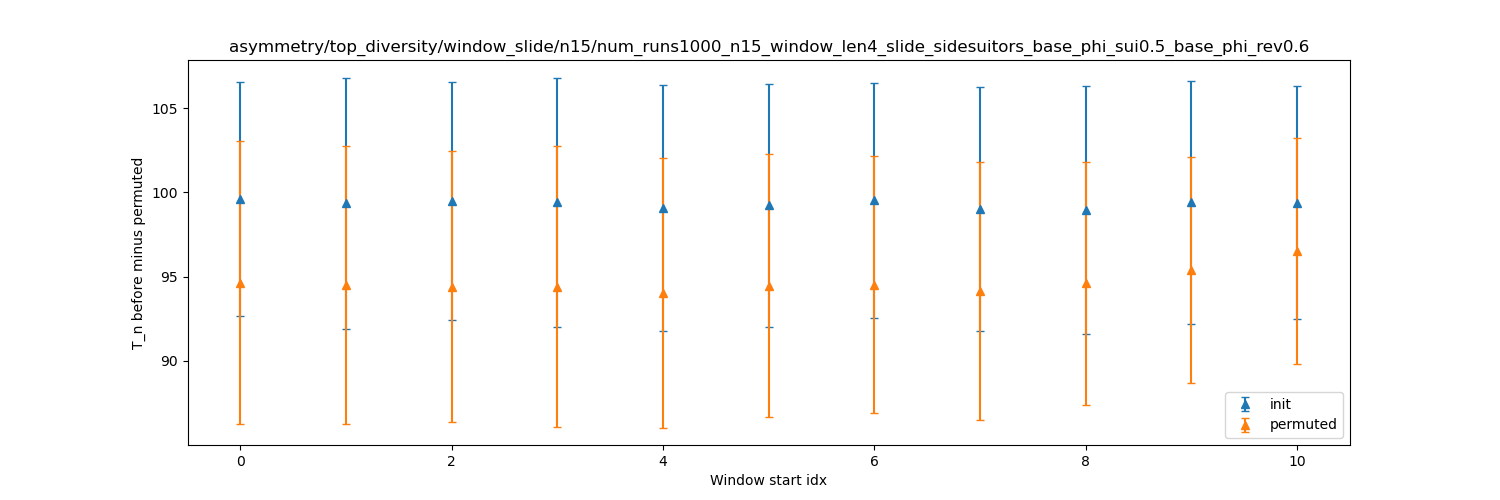 asymmetry/top_diversity/window_slide/n15/num_runs1000_n15_window_len4_slide_sidesuitors_base_phi_sui0.5_base_phi_rev0.6
T_n before minus permuted
105
100
95
90
init
permuted
0
2
4
6
8
10
Window start idx